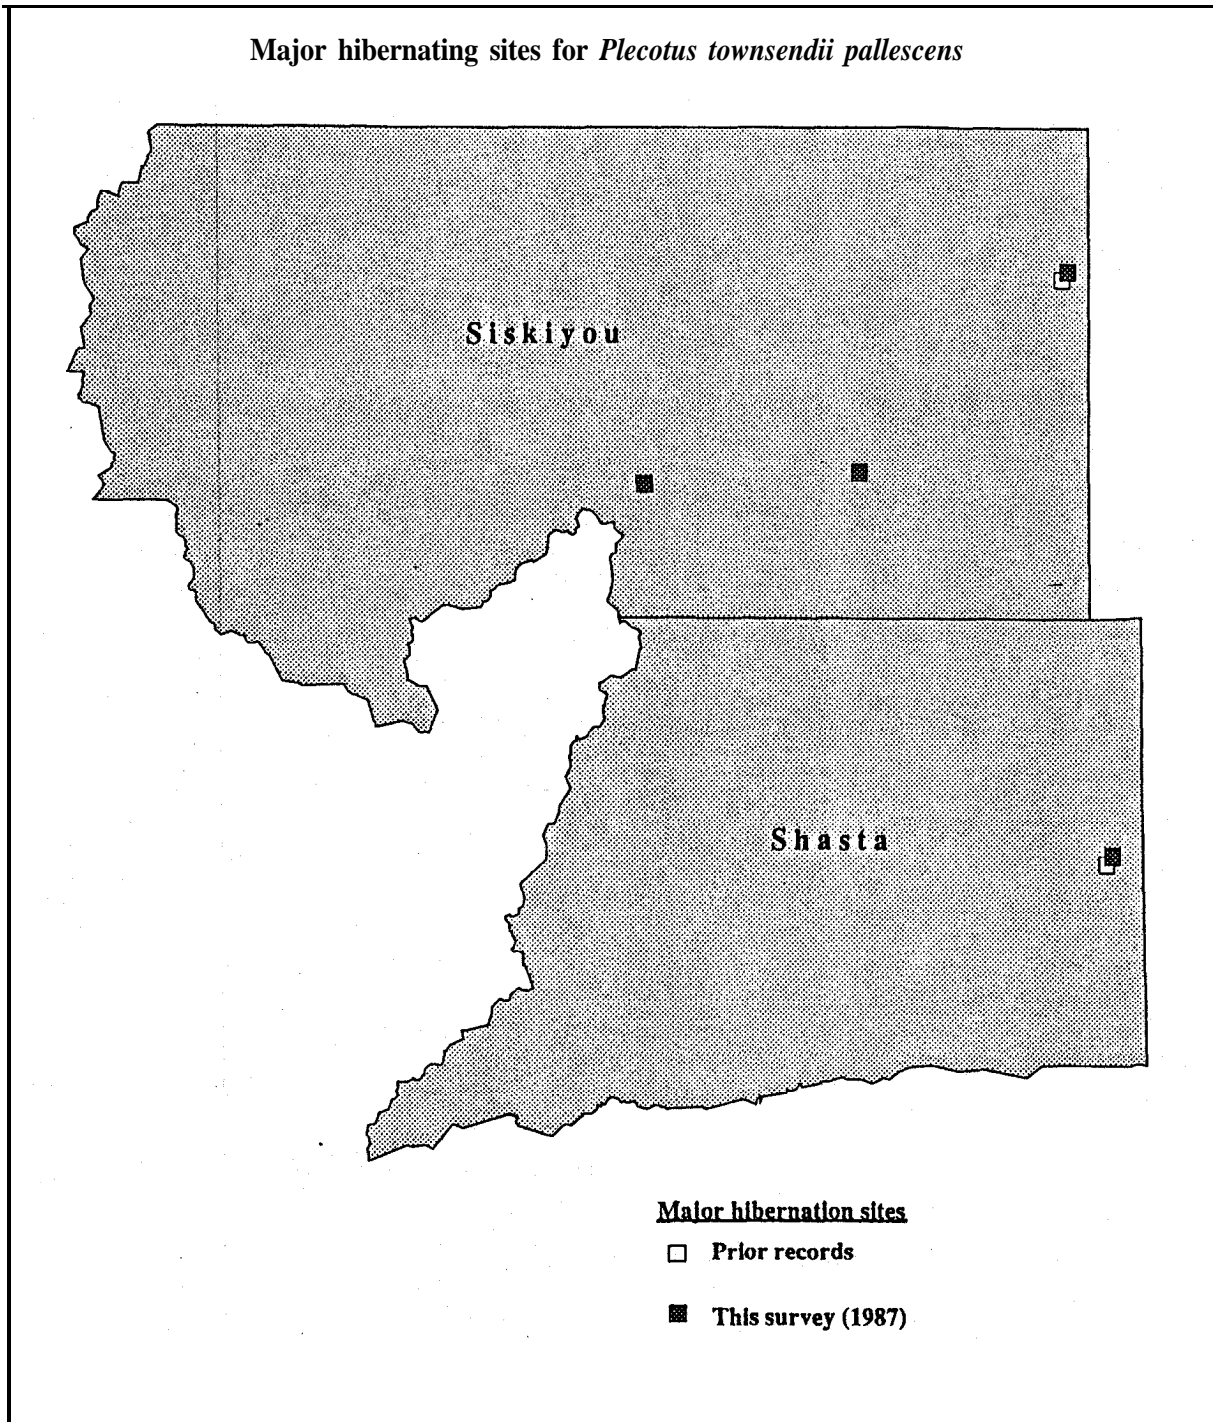 Major hibernating sites for Plecotus townsendii pallescens
Siskiyou
Shasta
Major hibernation sites
Prior records
This survey (1987)